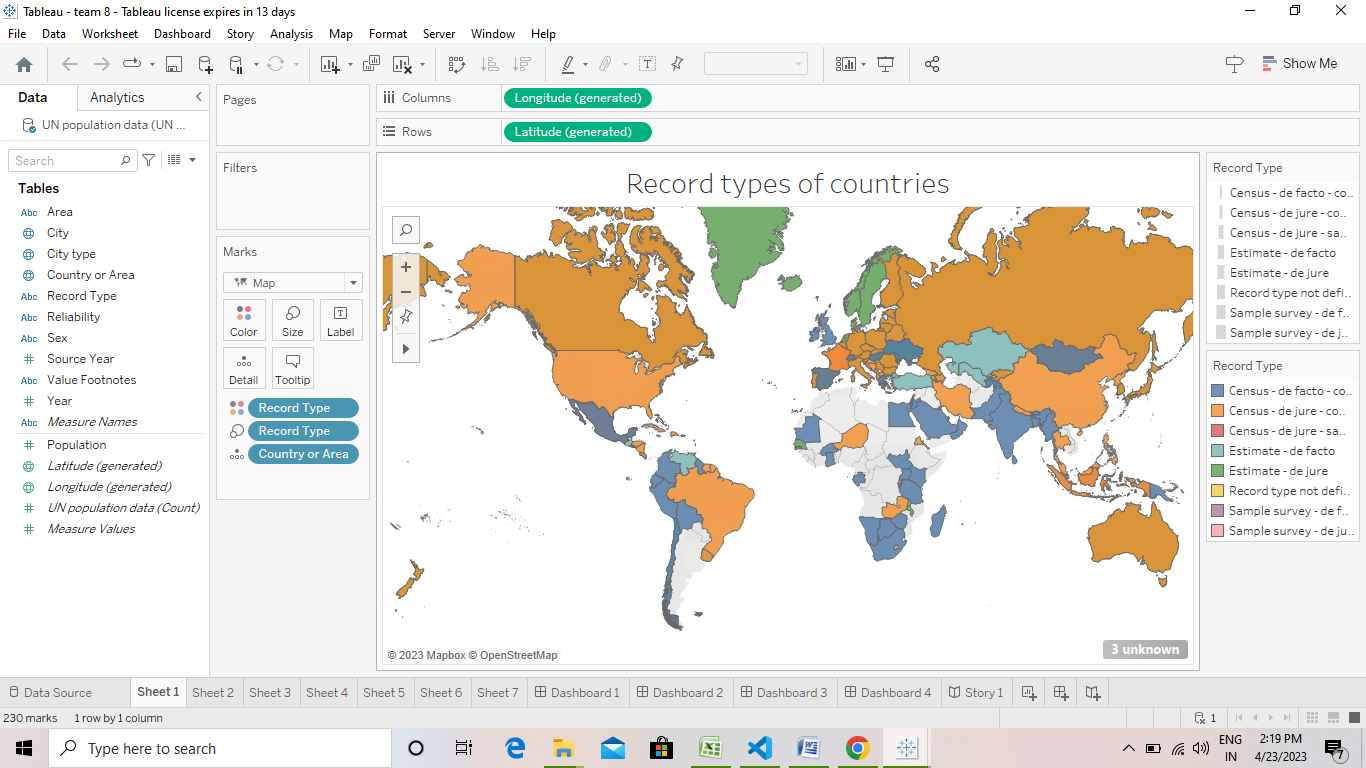 Tableau - team 8 - Tableau license expires in 13 days
File Data Worksheet Dashboard Story Analysis Map Format Server Window Help
Show Me
Data Analytics
UN population data (UN ...
Search
Tables
Abc Area
City
City type
Country or Area
Abc Record Type
Abc Reliability
Abc Sex
Source Year
Abc Value Footnotes
Year
Abc Measure Names
Population
Latitude (generated)
Longitude (generated)
UN population data (Count)
Measure Values
Pages
Filters
Marks
Map
Color Size Label
Detail Tooltip
Record Type
Record Type
Country or Area
Columns Longitude (generated)
Rows Latitude (generated)
Record types of countries
© 2023 Mapbox © OpenStreetMap
3 unknown
Record Type
Census - de facto - co..
Census - de jure - co..
Census - de jure - sa..
Estimate - de facto
Estimate - de jure
Record type not defi..
Sample survey - de f..
Sample survey - de j..
Record Type
Census - de facto - co..
Census - de jure - co..
Census - de jure - sa..
Estimate - de facto
Estimate - de jure
Record type not defi..
Sample survey - de f..
Sample survey - de ju..
Data Source Sheet 1 Sheet 2 Sheet 3 Sheet 4 Sheet 5 Sheet 6 Sheet 7 Dashboard 1 Dashboard 2 Dashboard 3 Dashboard 4 Story 1
230 marks 1 row by 1 column 1
Type here to search
ENG 2:19 PM
IN 4/23/2023 7